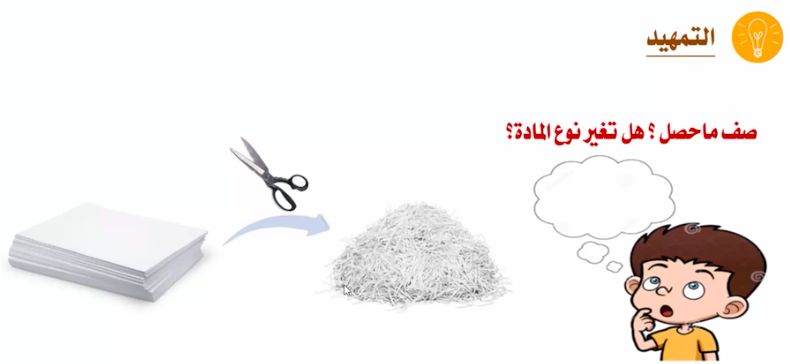 التمهيد
صف ماحصل ؟ هل تغير نوع المادة؟